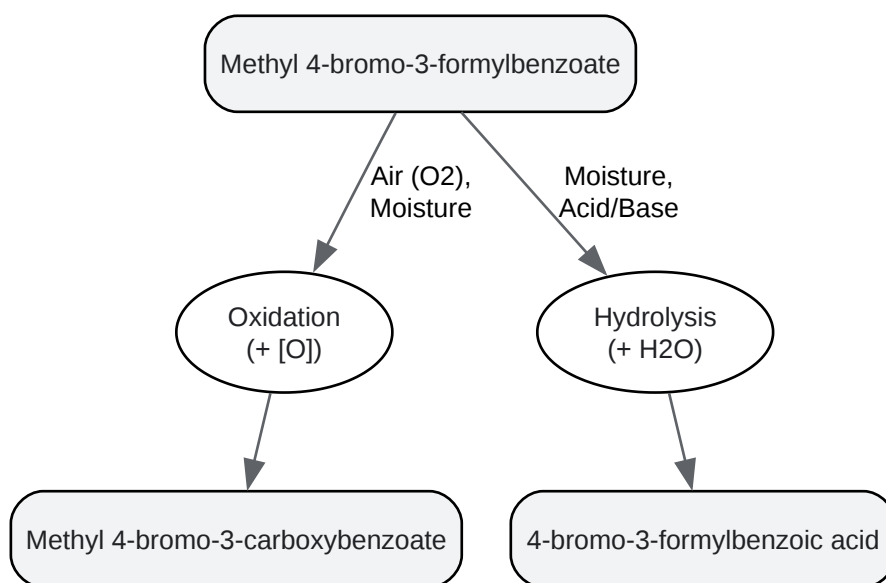 Methyl 4-bromo-3-formylbenzoate
Air (O2),
Moisture
Moisture,
Acid/Base
Oxidation
(+ [O])
Hydrolysis
(+ H2O)
Methyl 4-bromo-3-carboxybenzoate
4-bromo-3-formylbenzoic acid